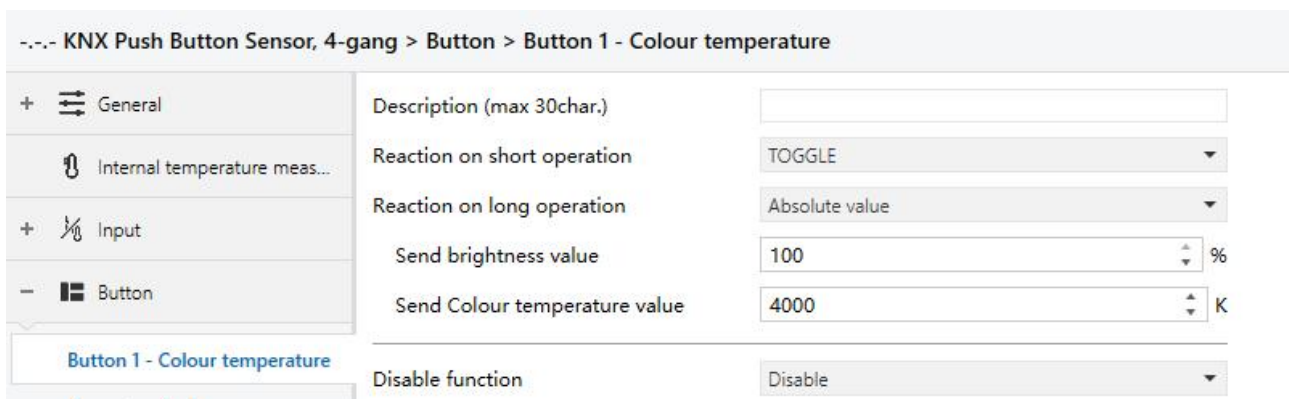 -.-.- KNX Push Button Sensor, 4-gang > Button > Button 1 - Colour temperature
+ General
Description (max 30char.)
Internal temperature meas...
Reaction on short operation TOGGLE
Reaction on long operation Absolute value
+ Input
Send brightness value 100 %
− Button
Send Colour temperature value 4000 K
Button 1 - Colour temperature
Disable function Disable